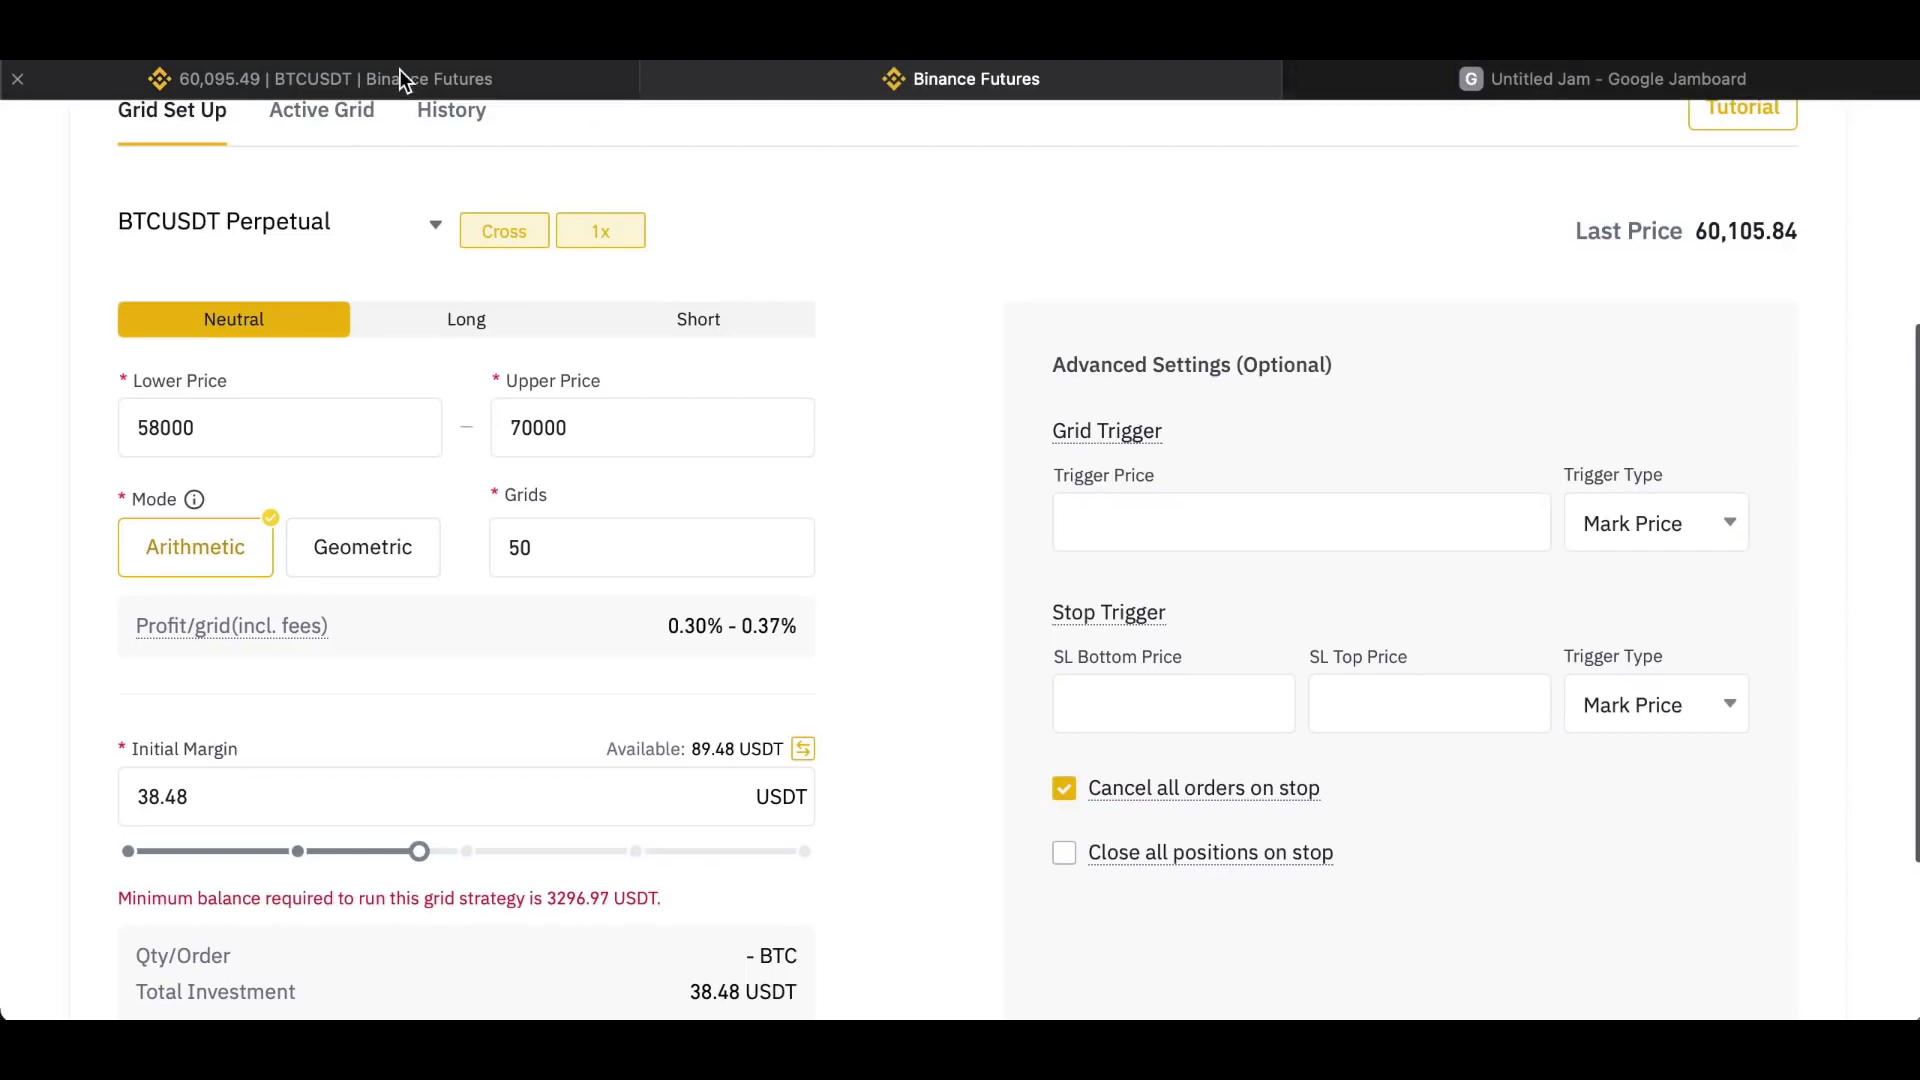 60,095.49 | BTCUSDT | Binance Futures
Binance Futures
G Untitled Jam - Google Jamboard
Grid Set Up
Active Grid
History
Tutorial
BTCUSDT Perpetual
Cross
1x
Last Price 60,105.84
Neutral
Long
Short
* Lower Price
* Upper Price
58000
–
70000
* Mode
* Grids
Arithmetic
Geometric
50
Profit/grid(incl. fees)
0.30% - 0.37%
* Initial Margin
Available: 89.48 USDT
38.48
USDT
Minimum balance required to run this grid strategy is 3296.97 USDT.
Qty/Order
- BTC
Total Investment
38.48 USDT
Advanced Settings (Optional)
Grid Trigger
Trigger Price
Trigger Type
Mark Price
Stop Trigger
SL Bottom Price
SL Top Price
Trigger Type
Mark Price
Cancel all orders on stop
Close all positions on stop